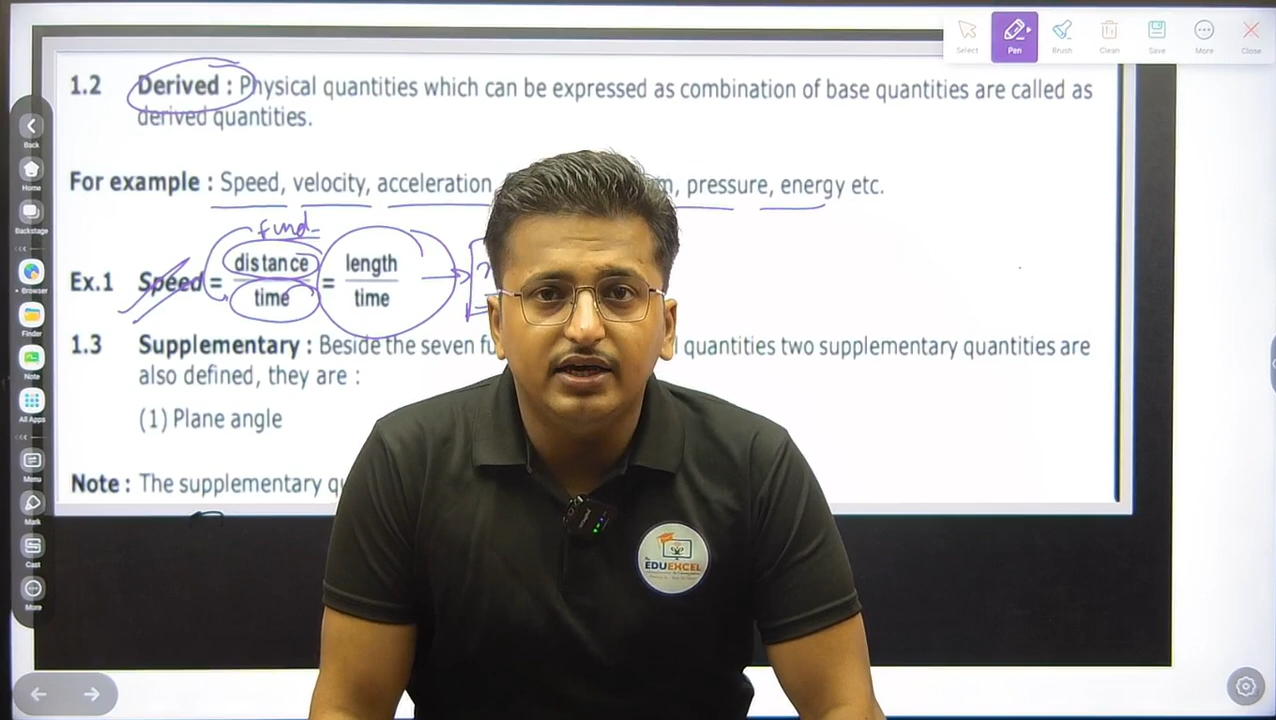 Select Pen Brush Clean Save More Close
1.2 Derived : Physical quantities which can be expressed as combination of base quantities are called as
derived quantities.
For example : Speed, velocity, acceleration, pressure, energy etc.
fund
Ex.1 Speed = distance / time = length / time
1.3 Supplementary : Beside the seven quantities two supplementary quantities are
also defined, they are :
(1) Plane angle
Note : The supplementary
Back
Home
Backstage
Browser
Finder
Note
All Apps
Menu
Mark
Cast
More
EDUEXCEL